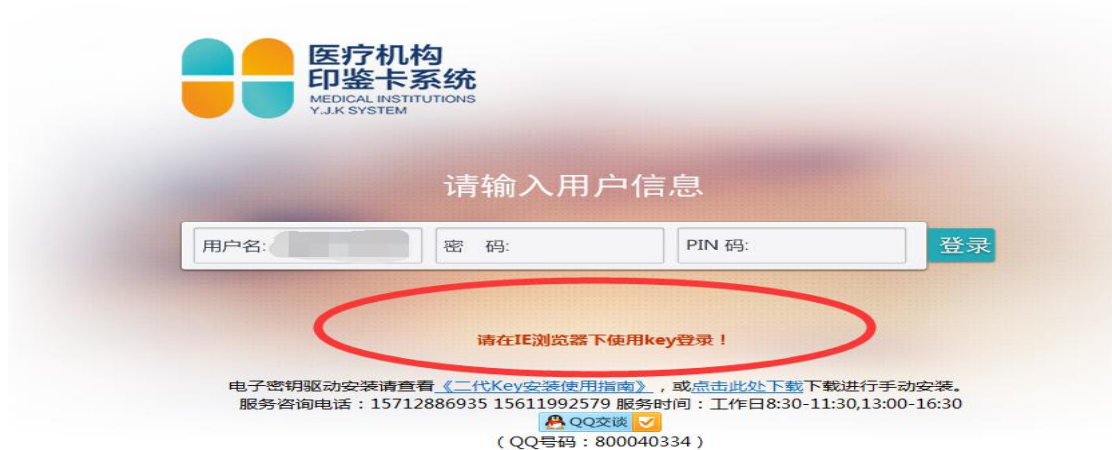 医疗机构
印鉴卡系统
MEDICAL INSTITUTIONS
Y.J.K SYSTEM
请输入用户信息
用户名: 密 码: PIN 码: 登录
请在IE浏览器下使用key登录！
电子密钥驱动安装请查看《二代Key安装使用指南》，或点击此处下载下载进行手动安装。
服务咨询电话：15712886935 15611992579 服务时间：工作日8:30-11:30,13:00-16:30
QQ交谈
（QQ号码：800040334）